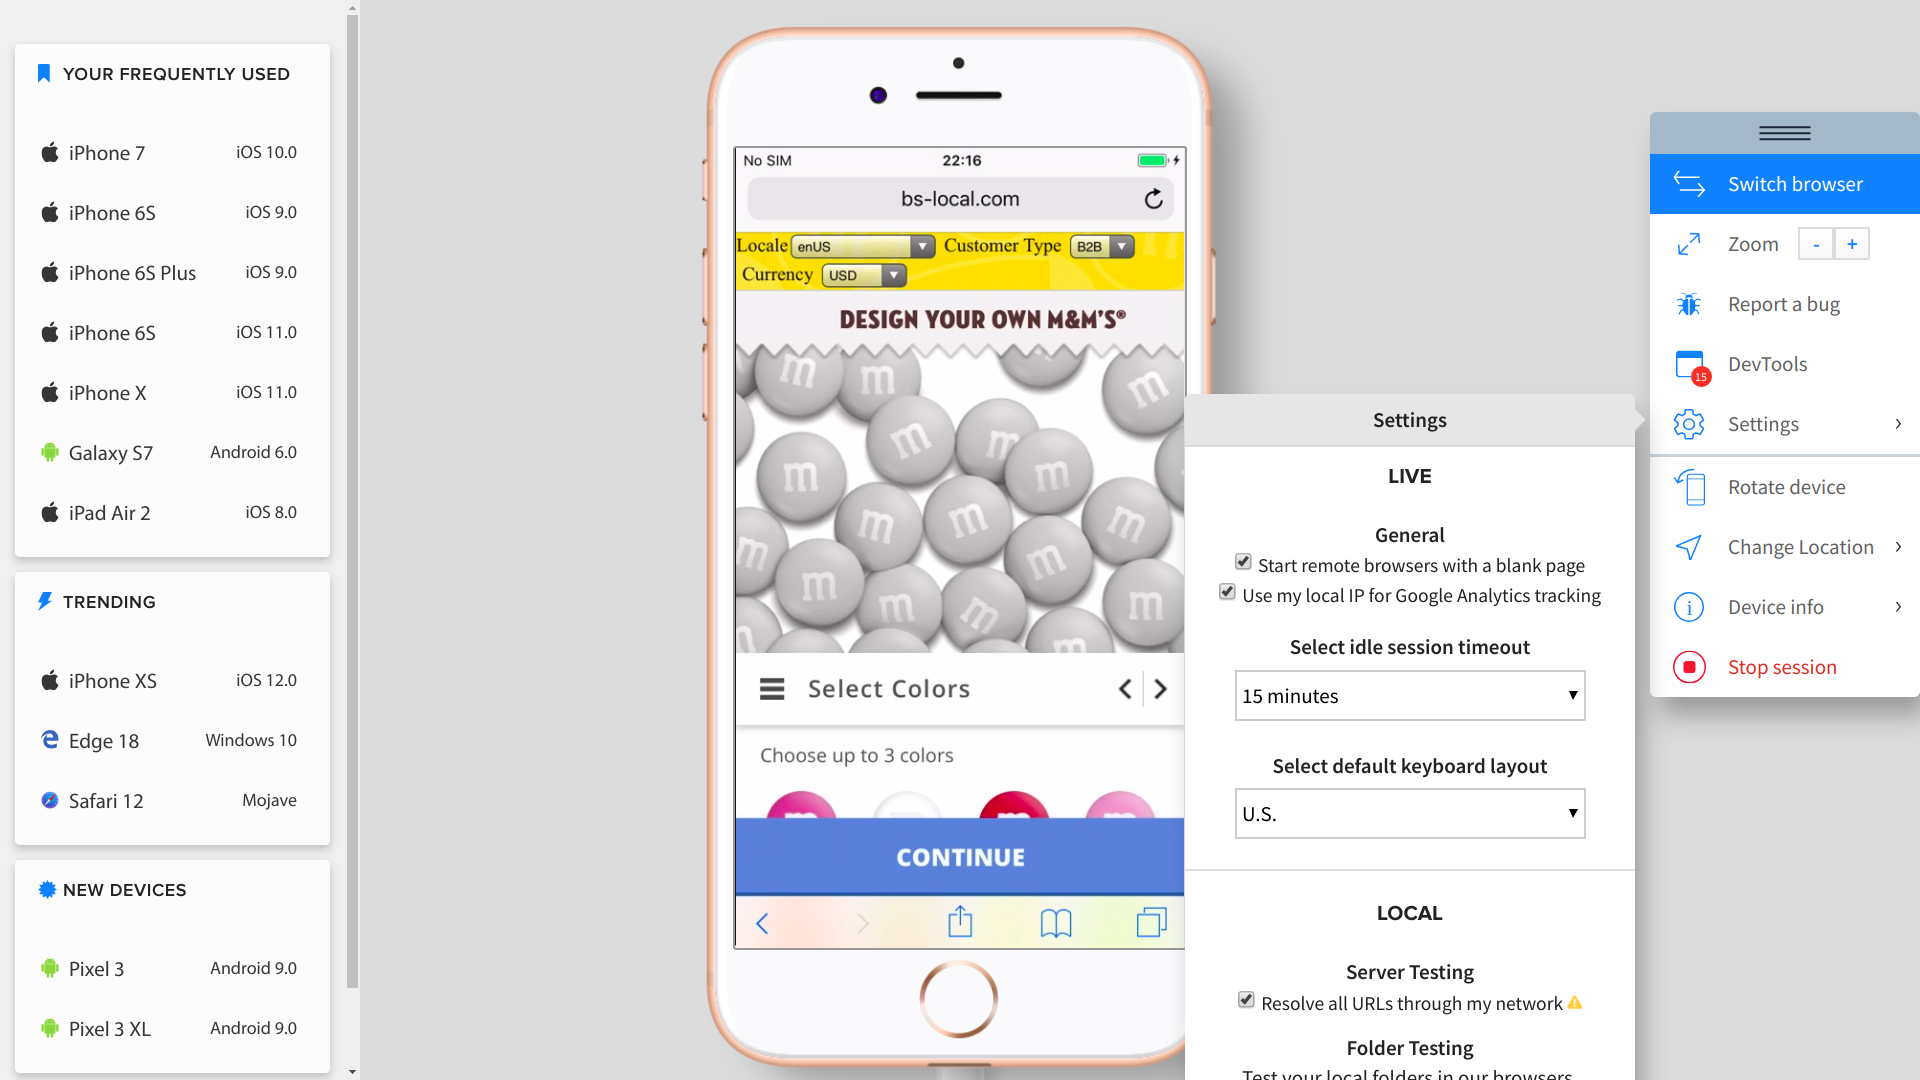 YOUR FREQUENTLY USED
iPhone 7 iOS 10.0
iPhone 6S iOS 9.0
iPhone 6S Plus iOS 9.0
iPhone 6S iOS 11.0
iPhone X iOS 11.0
Galaxy S7 Android 6.0
iPad Air 2 iOS 8.0
TRENDING
iPhone XS iOS 12.0
Edge 18 Windows 10
Safari 12 Mojave
NEW DEVICES
Pixel 3 Android 9.0
Pixel 3 XL Android 9.0
No SIM 22:16
bs-local.com
Locale enUS Customer Type B2B
Currency USD
DESIGN YOUR OWN M&M'S®
m m m
m m
m m
m m m
m m m
m m m m
m
Select Colors
Choose up to 3 colors
CONTINUE
Settings
LIVE
General
Start remote browsers with a blank page
Use my local IP for Google Analytics tracking
Select idle session timeout
15 minutes
Select default keyboard layout
U.S.
LOCAL
Server Testing
Resolve all URLs through my network
Folder Testing
Test your local folders in our browsers
Switch browser
Zoom - +
Report a bug
DevTools
15
Settings
Rotate device
Change Location
Device info
Stop session